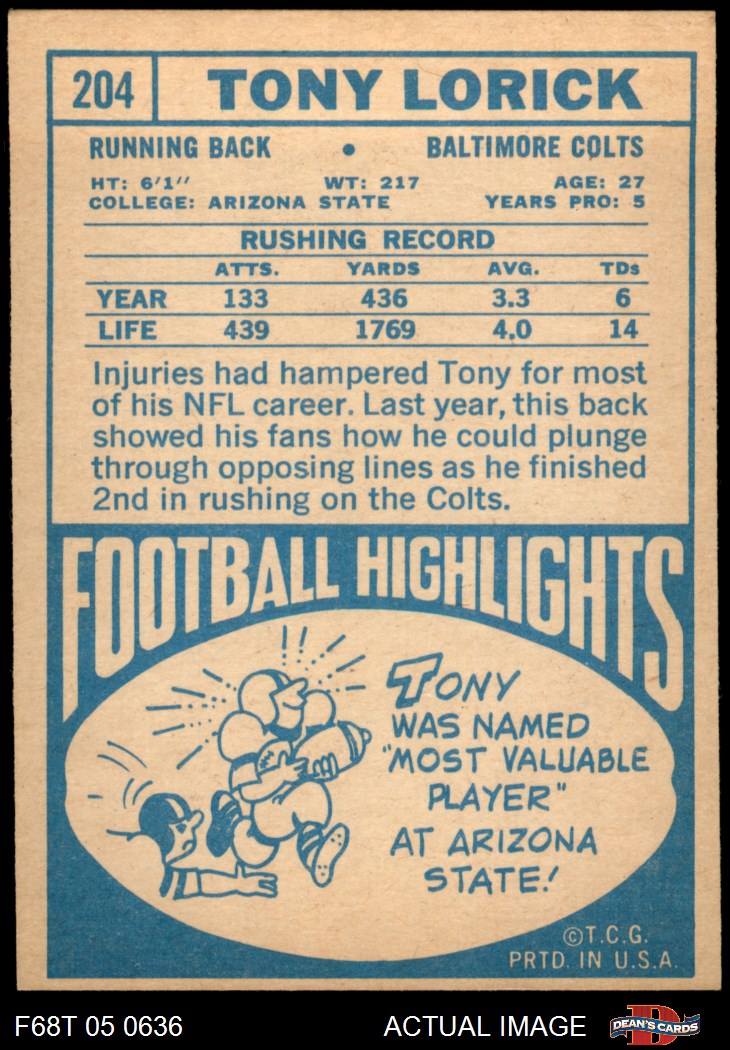 204 TONY LORICK
RUNNING BACK • BALTIMORE COLTS
HT: 6'1" WT: 217 AGE: 27
COLLEGE: ARIZONA STATE YEARS PRO: 5
RUSHING RECORD
ATTS. YARDS AVG. TDs
YEAR 133 436 3.3 6
LIFE 439 1769 4.0 14
Injuries had hampered Tony for most
of his NFL career. Last year, this back
showed his fans how he could plunge
through opposing lines as he finished
2nd in rushing on the Colts.
FOOTBALL HIGHLIGHTS
TONY
WAS NAMED
"MOST VALUABLE
PLAYER"
AT ARIZONA
STATE!
©T.C.G.
PRTD. IN U.S.A.
F68T 05 0636 ACTUAL IMAGE D DEAN'S CARDS